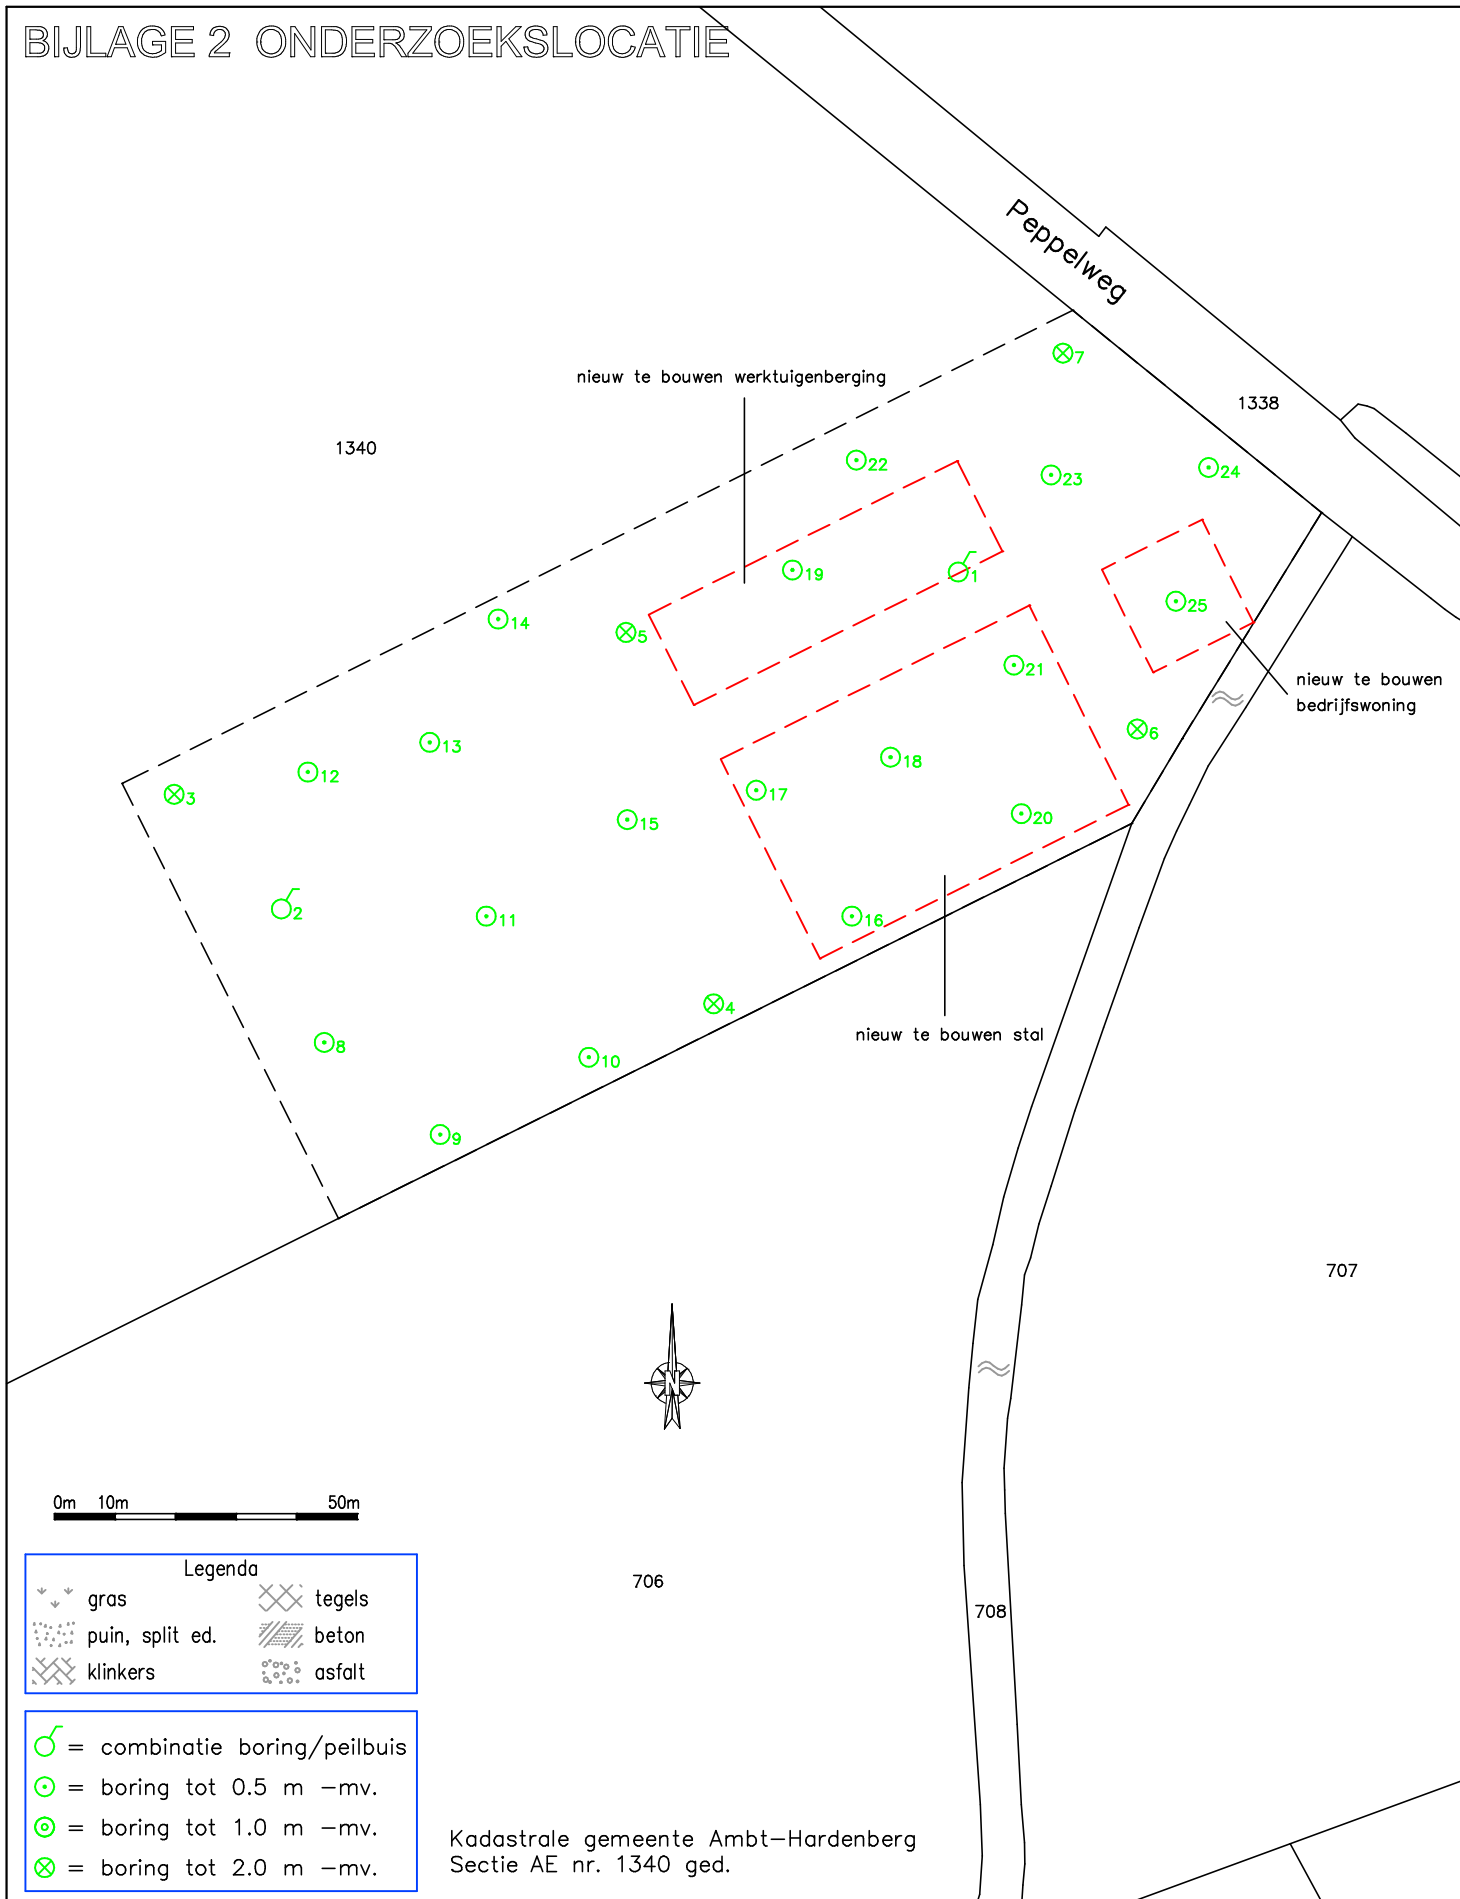 BIJLAGE 2 ONDERZOEKSLOCATIE
Peppelweg
7
nieuw te bouwen werktuigenberging
1338
1340
22
23
24
19
1
25
14
5
21
nieuw te bouwen
bedrijfswoning
6
13
12
18
3
17
20
15
2
11
16
4
nieuw te bouwen stal
8
10
9
707
N
0m 10m 50m
Legenda
gras
tegels
puin, split ed.
beton
klinkers
asfalt
706
708
= combinatie boring/peilbuis
= boring tot 0.5 m -mv.
= boring tot 1.0 m -mv.
= boring tot 2.0 m -mv.
Kadastrale gemeente Ambt-Hardenberg
Sectie AE nr. 1340 ged.